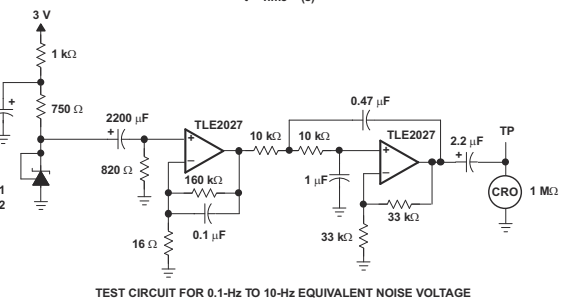 3 V
1 kΩ
750 Ω
2200 µF
820 Ω
TLE2027
160 kΩ
0.1 µF
16 Ω
10 kΩ
10 kΩ
0.47 µF
1 µF
TLE2027
33 kΩ
33 kΩ
2.2 µF
TP
CRO
1 MΩ
1
2
TEST CIRCUIT FOR 0.1-Hz TO 10-Hz EQUIVALENT NOISE VOLTAGE